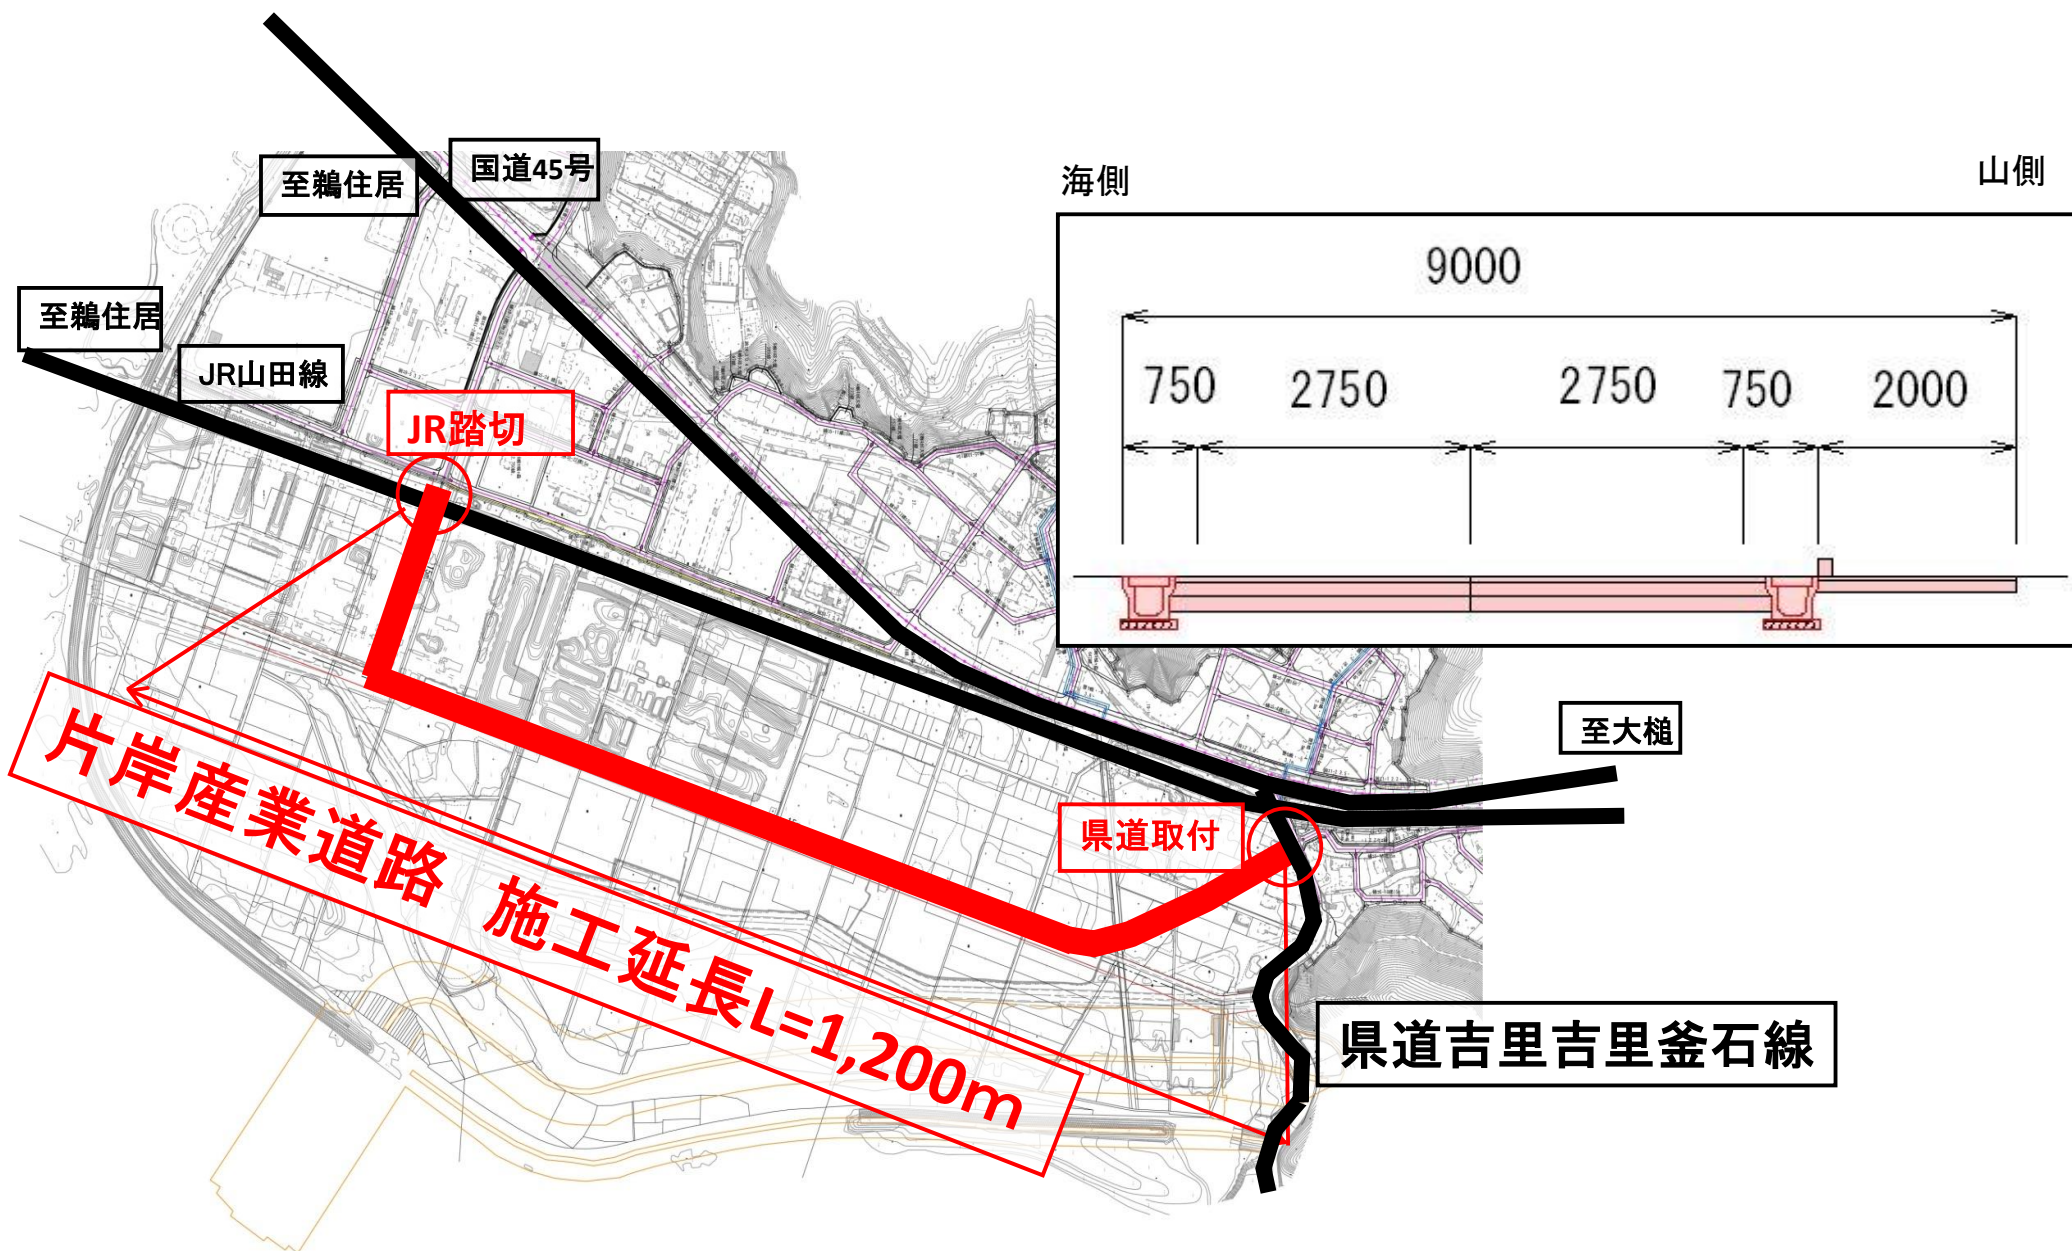 至鵜住居
国道45号
海側
山側
9000
至鵜住居
JR山田線
750
2750
2750
750
2000
JR踏切
至大槌
片岸産業道路 施工延長L=1,200m
県道取付
県道吉里吉里釜石線